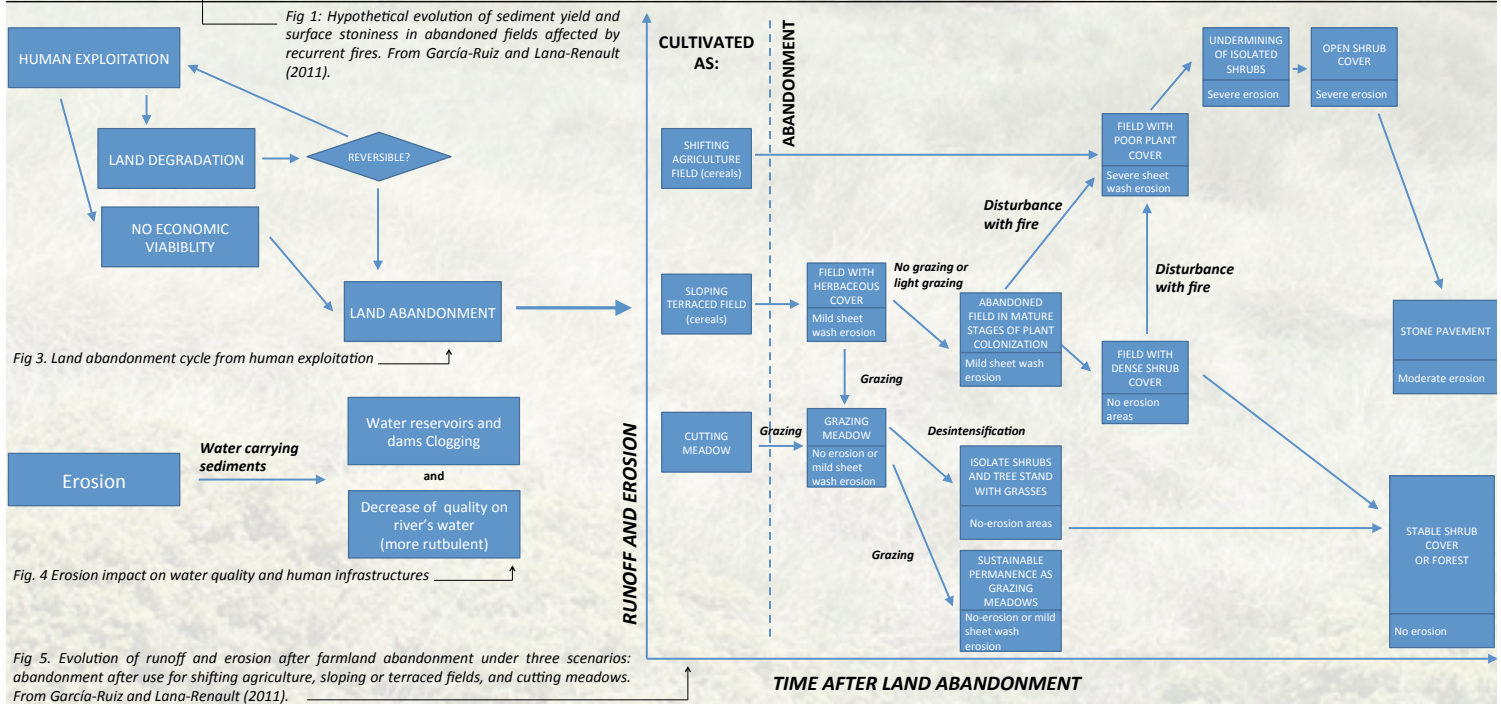 Fig 1: Hypothetical evolution of sediment yield and
surface stoniness in abandoned fields affected by
recurrent fires. From García-Ruiz and Lana-Renault
(2011).
HUMAN EXPLOITATION
LAND DEGRADATION
REVERSIBLE?
NO ECONOMIC
VIABIBLITY
LAND ABANDONMENT
Fig 3. Land abandonment cycle from human exploitation
Erosion
Water carrying
sediments
Water reservoirs and
dams Clogging
and
Decrease of quality on
river's water
(more rutbulent)
Fig. 4 Erosion impact on water quality and human infrastructures
Fig 5. Evolution of runoff and erosion after farmland abandonment under three scenarios:
abandonment after use for shifting agriculture, sloping or terraced fields, and cutting meadows.
From García-Ruiz and Lana-Renault (2011).
RUNOFF AND EROSION
CULTIVATED
AS:
ABANDONMENT
SHIFTING
AGRICULTURE
FIELD (cereals)
SLOPING
TERRACED FIELD
(cereals)
CUTTING
MEADOW
Grazing
FIELD WITH
HERBACEOUS
COVER
Mild sheet
wash erosion
No grazing or
light grazing
Grazing
GRAZING
MEADOW
No erosion or
mild sheet
wash erosion
Desintensification
Grazing
ABANDONED
FIELD IN MATURE
STAGES OF PLANT
COLONIZATION
Mild sheet wash
erosion
ISOLATE SHRUBS
AND TREE STAND
WITH GRASSES
No-erosion areas
SUSTAINABLE
PERMANENCE AS
GRAZING
MEADOWS
No-erosion or mild
sheet wash
erosion
Disturbance
with fire
FIELD WITH
POOR PLANT
COVER
Severe sheet
wash erosion
Disturbance
with fire
FIELD WITH
DENSE SHRUB
COVER
No erosion
areas
UNDERMINING
OF ISOLATED
SHRUBS
Severe erosion
OPEN SHRUB
COVER
Severe erosion
STONE PAVEMENT
Moderate erosion
STABLE SHRUB
COVER
OR FOREST
No erosion
TIME AFTER LAND ABANDONMENT